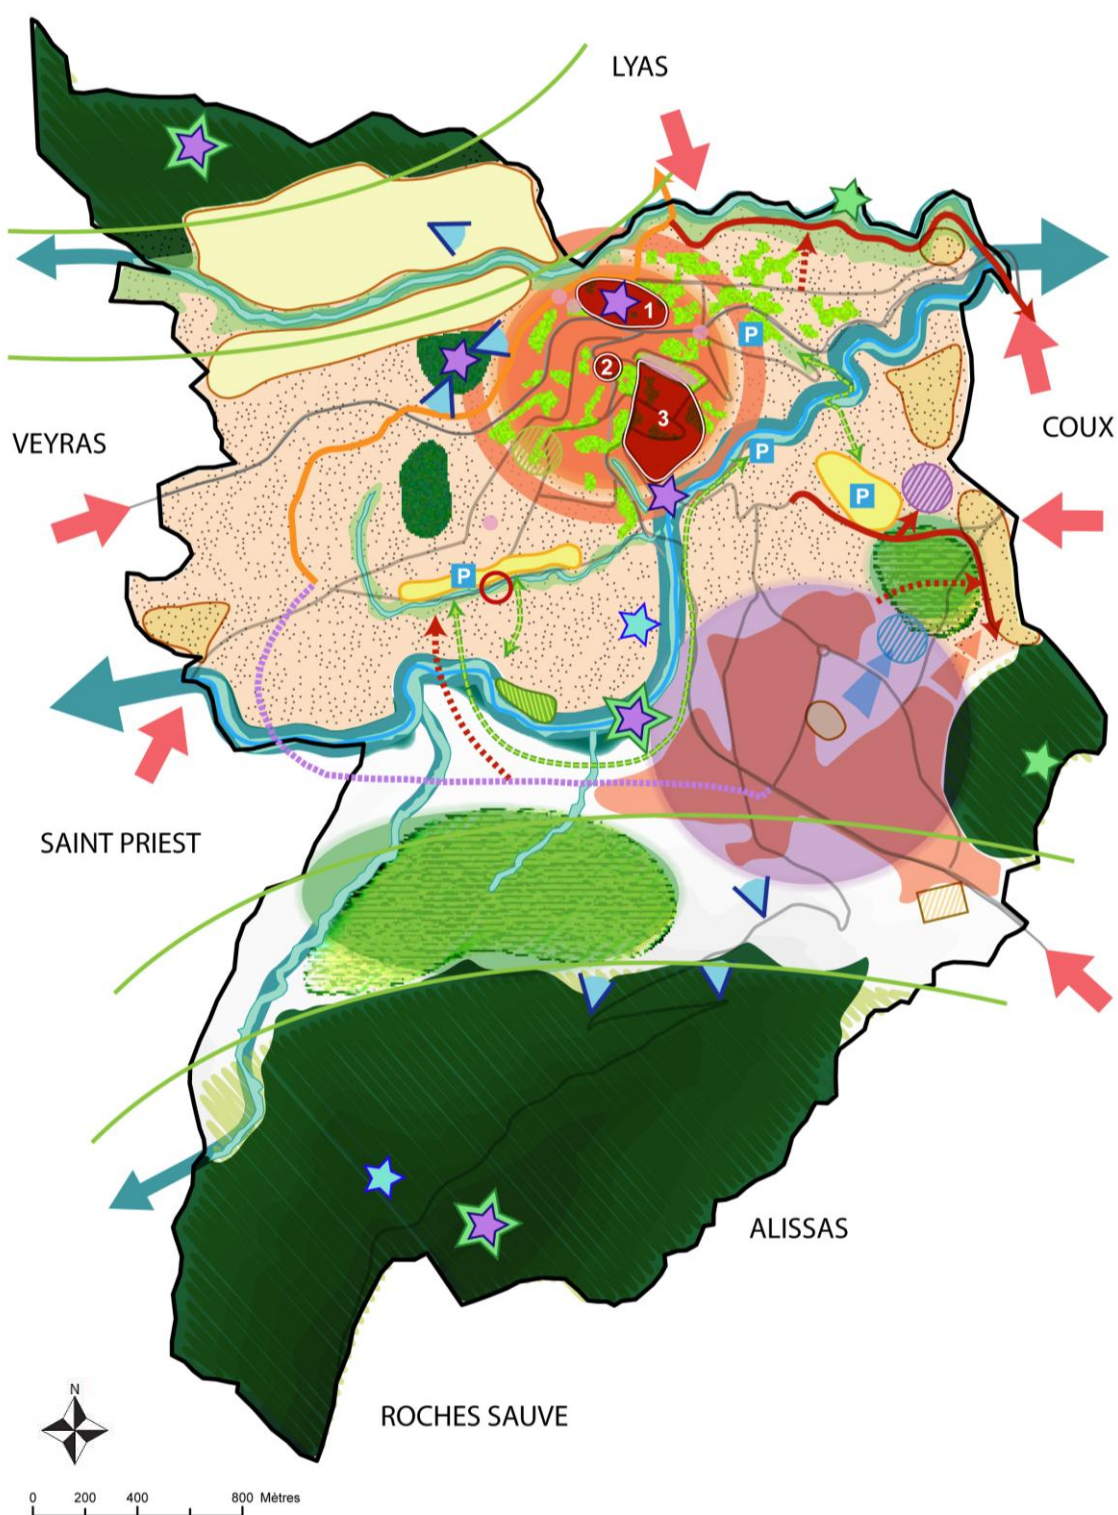 LYAS
1
P
2
3
COUX
VEYRAS
P
P
P
SAINT PRIEST
ALISSAS
ROCHES SAUVE
N
0 200 400 800 Mètres